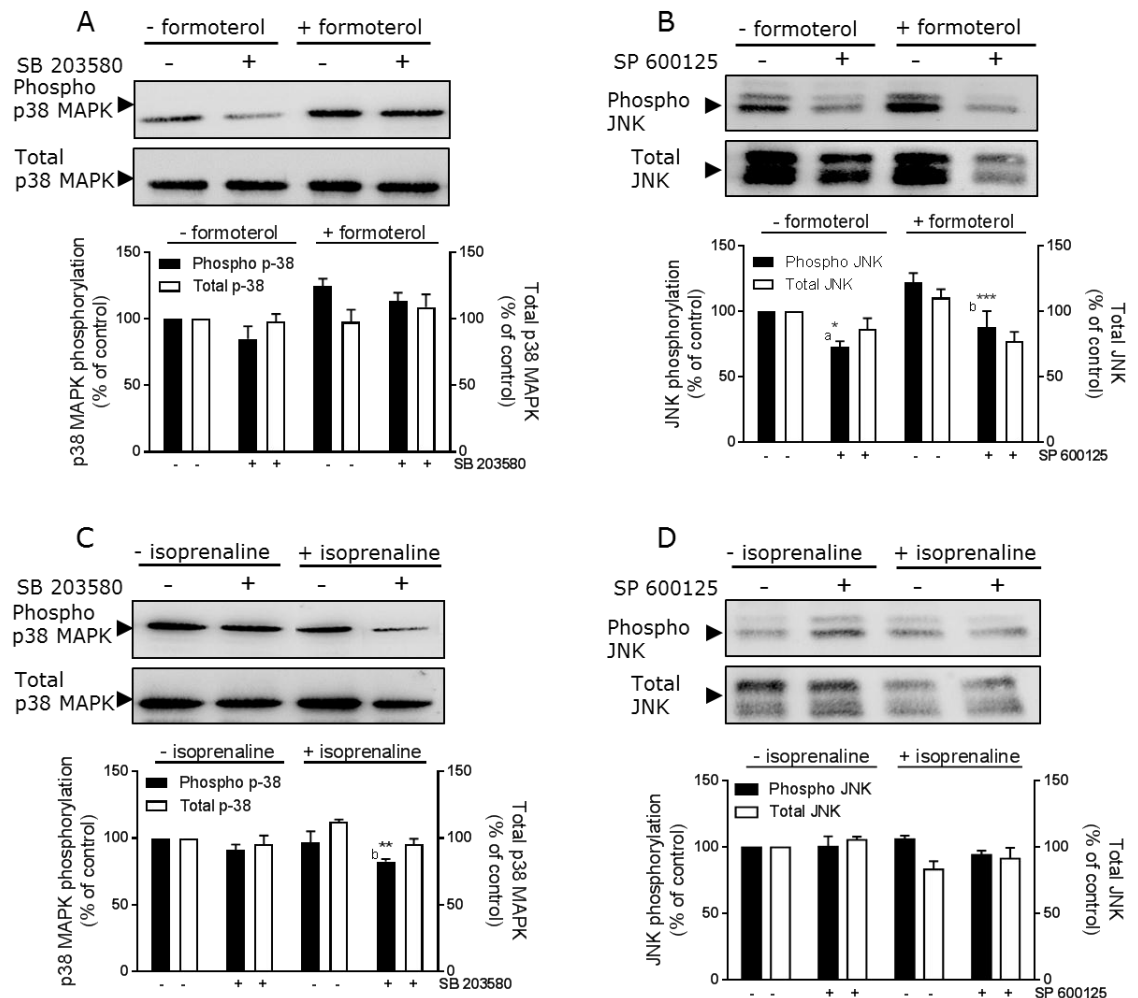 A
- formoterol + formoterol
SB 203580 - + - +
Phospho
p38 MAPK
Total
p38 MAPK
- formoterol + formoterol
150 150
100 100
50 50
0 0
p38 MAPK phosphorylation
(% of control)
Total p38 MAPK
(% of control)
Phospho p-38
Total p-38
- - + + - - + + SB 203580
B
- formoterol + formoterol
SP 600125 - + - +
Phospho
JNK
Total
JNK
- formoterol + formoterol
150 150
100 100
50 50
0 0
JNK phosphorylation
(% of control)
Total JNK
(% of control)
Phospho JNK
Total JNK
*
a
***
b
- - + + - - + + SP 600125
C
- isoprenaline + isoprenaline
SB 203580 - + - +
Phospho
p38 MAPK
Total
p38 MAPK
- isoprenaline + isoprenaline
150 150
100 100
50 50
0 0
p38 MAPK phosphorylation
(% of control)
Total p38 MAPK
(% of control)
Phospho p-38
Total p-38
**
b
- - + + - - + + SB 203580
D
- isoprenaline + isoprenaline
SP 600125 - + - +
Phospho
JNK
Total
JNK
- isoprenaline + isoprenaline
150 150
100 100
50 50
0 0
JNK phosphorylation
(% of control)
Total JNK
(% of control)
Phospho JNK
Total JNK
- - + + - - + + SP 600125